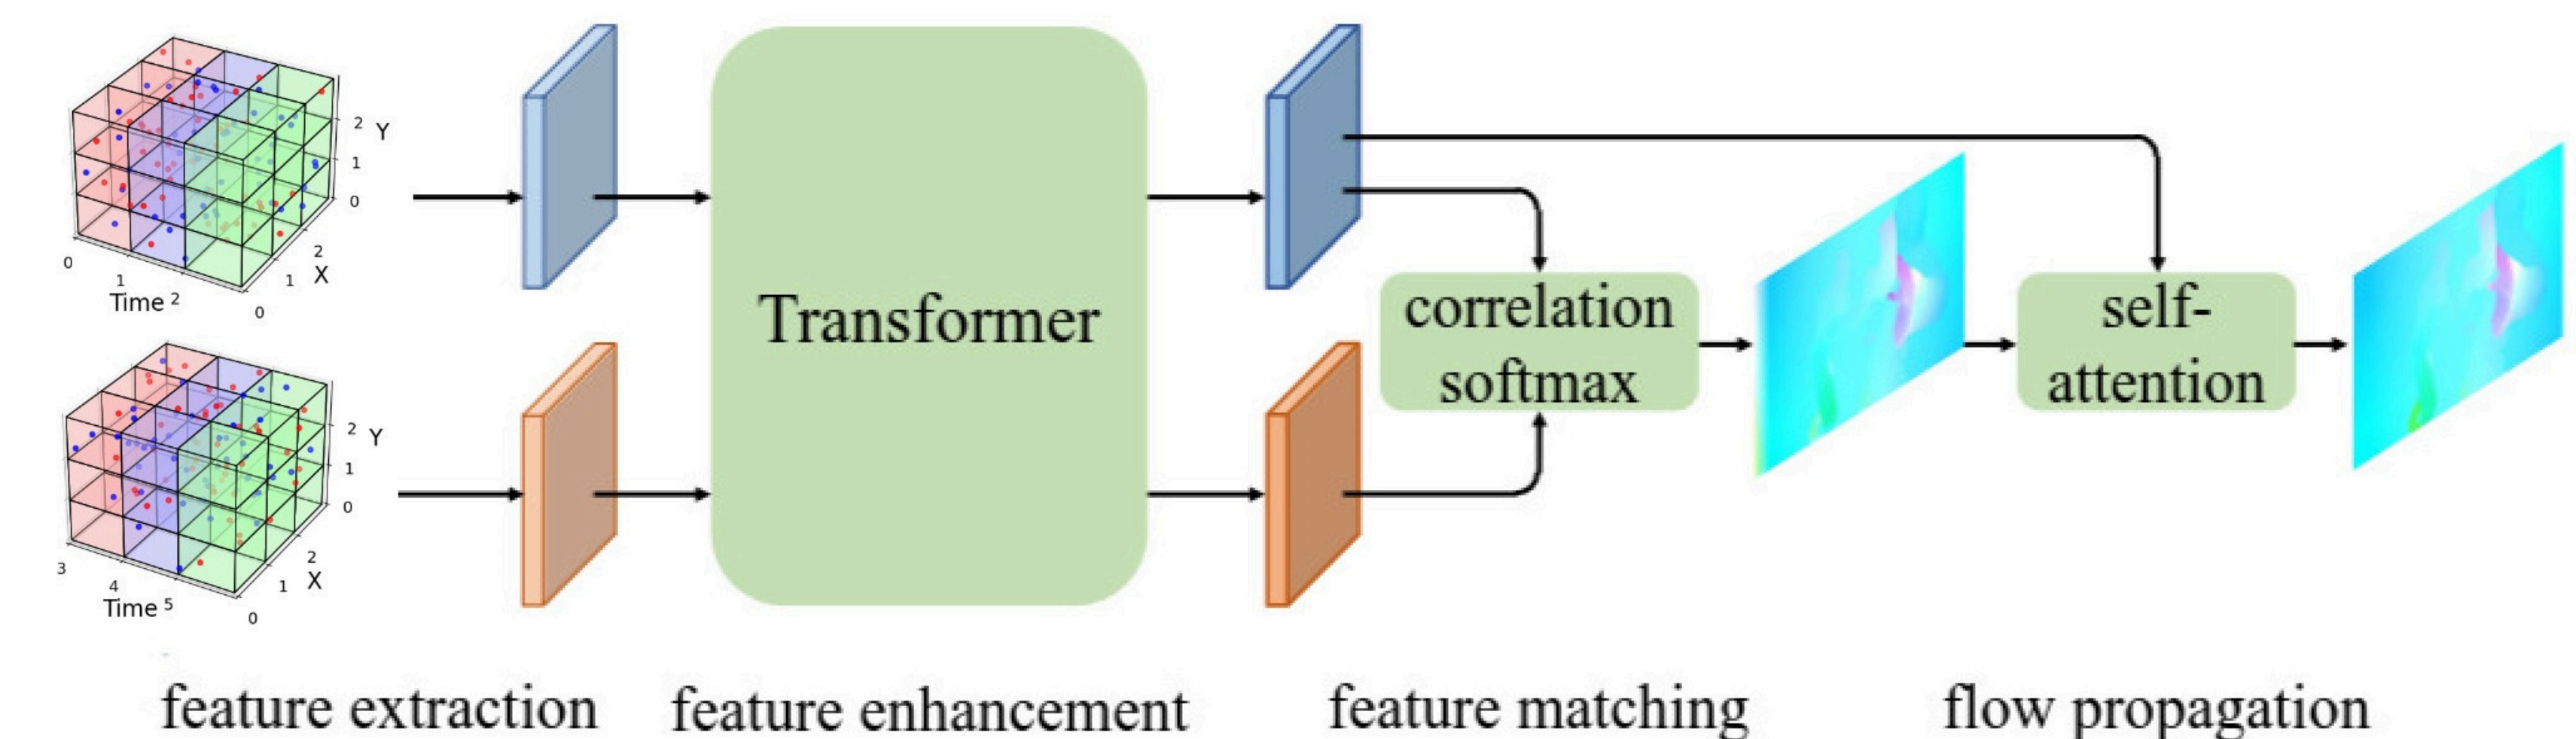 2
Y
1
0
2
1
X
0
0
1
Time 2
Transformer
correlation
softmax
self-
attention
2
Y
1
0
2
1
X
0
3
4
Time 5
feature extraction
feature enhancement
feature matching
flow propagation